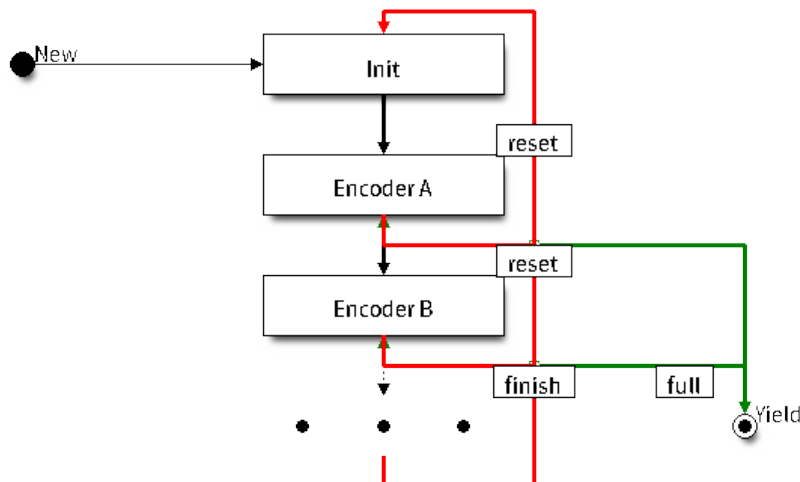 New
Init
reset
Encoder A
reset
Encoder B
finish
full
Yield